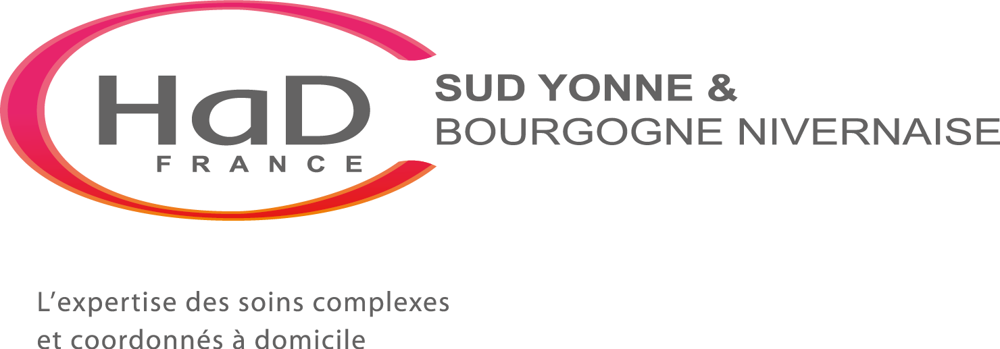 HaD
FRANCE
SUD YONNE &
BOURGOGNE NIVERNAISE
L’expertise des soins complexes
et coordonnés à domicile